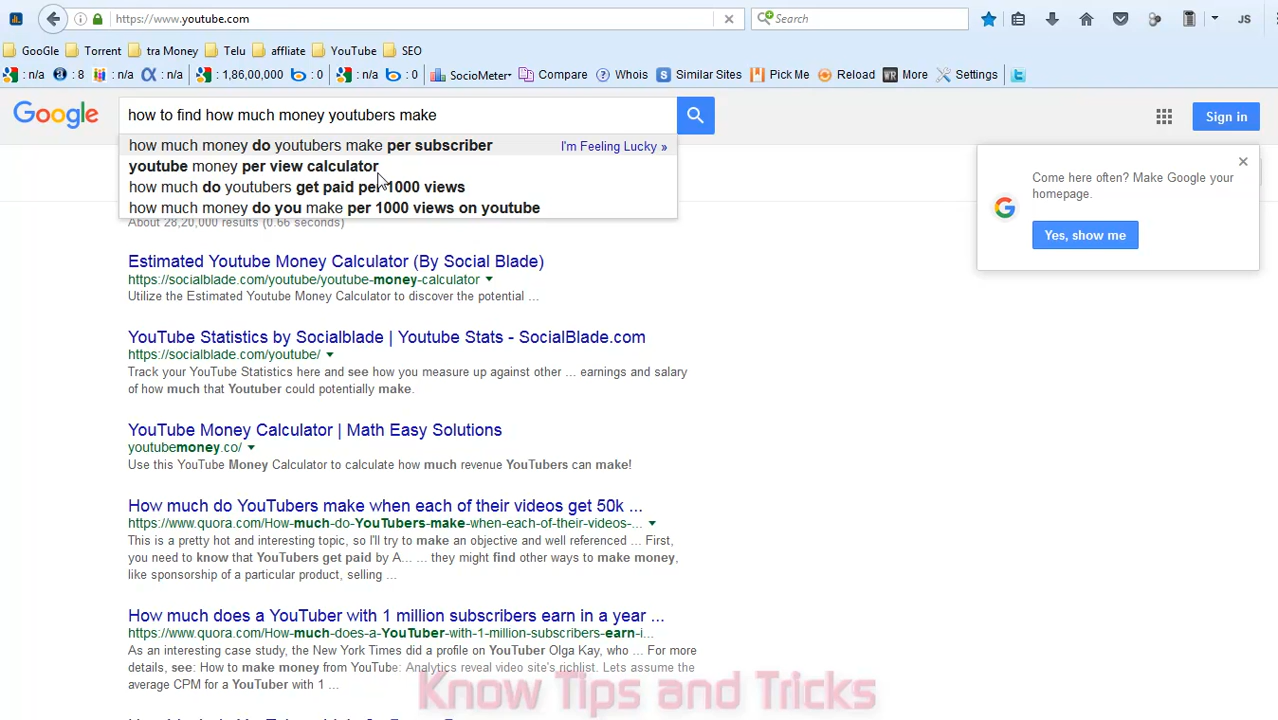 https://www.youtube.com
Search
JS
GooGle Torrent tra Money Telu affliate YouTube SEO
: n/a : 8 : n/a : n/a : 1,86,00,000 : 0 : n/a : 0 SocioMeter Compare Whois Similar Sites Pick Me Reload More Settings
Google
how to find how much money youtubers make
Sign in
how much money do youtubers make per subscriber
I'm Feeling Lucky »
youtube money per view calculator
how much do youtubers get paid per 1000 views
how much money do you make per 1000 views on youtube
Come here often? Make Google your
homepage.
Yes, show me
About 28,20,000 results (0.66 seconds)
Estimated Youtube Money Calculator (By Social Blade)
https://socialblade.com/youtube/youtube-money-calculator
Utilize the Estimated Youtube Money Calculator to discover the potential ...
YouTube Statistics by Socialblade | Youtube Stats - SocialBlade.com
https://socialblade.com/youtube/
Track your YouTube Statistics here and see how you measure up against other ... earnings and salary
of how much that Youtuber could potentially make.
YouTube Money Calculator | Math Easy Solutions
youtubemoney.co/
Use this YouTube Money Calculator to calculate how much revenue YouTubers can make!
How much do YouTubers make when each of their videos get 50k ...
https://www.quora.com/How-much-do-YouTubers-make-when-each-of-their-videos-...
This is a pretty hot and interesting topic, so I'll try to make an objective and well referenced ... First,
you need to know that YouTubers get paid by A... ... they might find other ways to make money,
like sponsorship of a particular product, selling ...
How much does a YouTuber with 1 million subscribers earn in a year ...
https://www.quora.com/How-much-does-a-YouTuber-with-1-million-subscribers-earn-i...
As an interesting case study, the New York Times did a profile on YouTuber Olga Kay, who ... For more
details, see: How to make money from YouTube: Analytics reveal video site's richlist. Lets assume the
average CPM for a YouTuber with 1 ...
Know Tips and Tricks